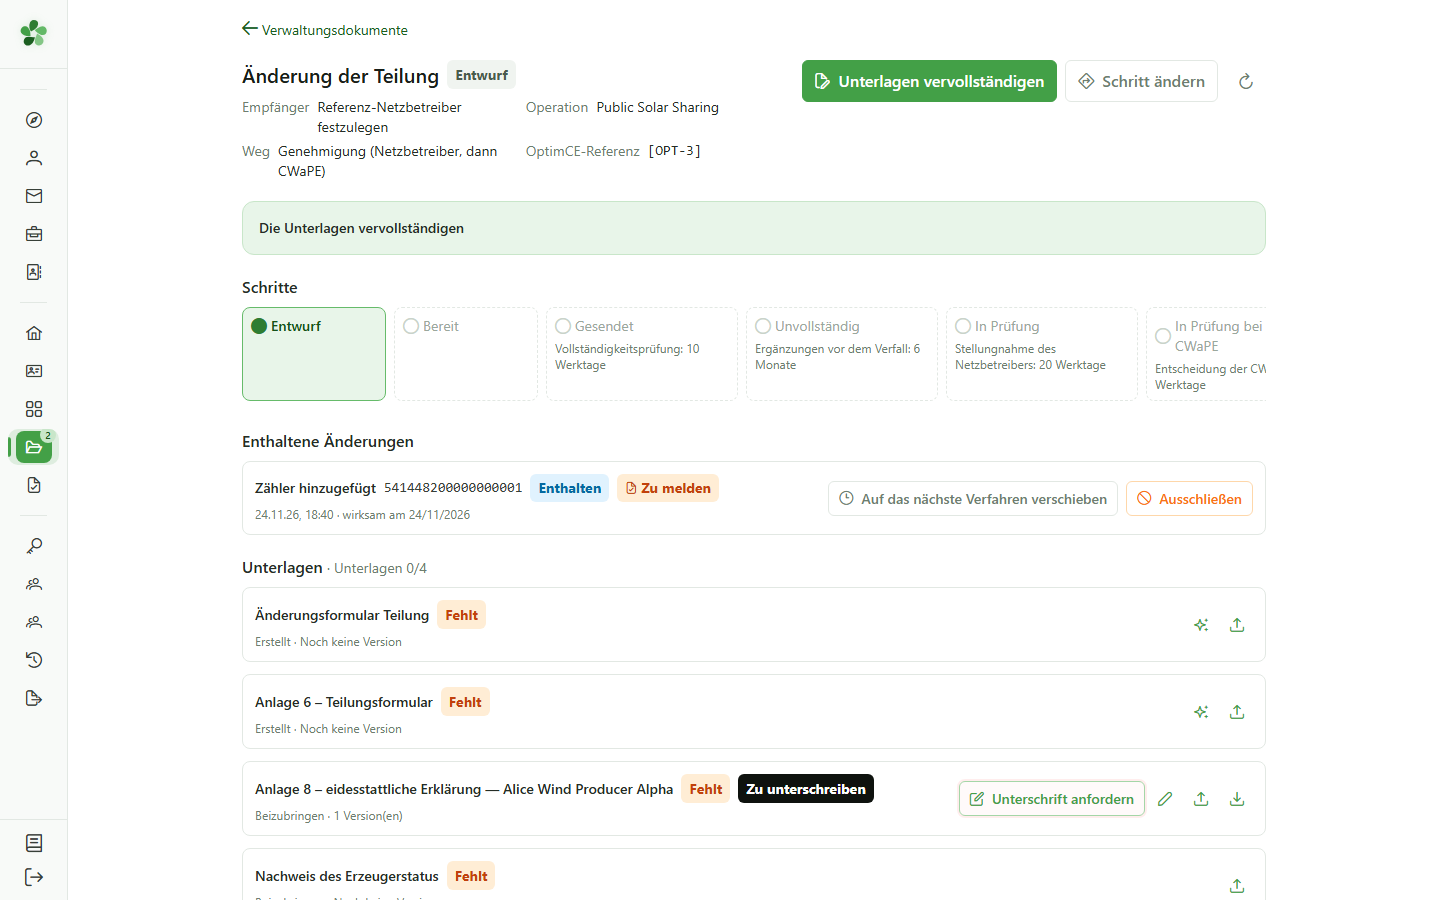 Verwaltungsdokumente
Änderung der Teilung Entwurf
Unterlagen vervollständigen
Schritt ändern
Empfänger Referenz-Netzbetreiber festzulegen
Operation Public Solar Sharing
Weg Genehmigung (Netzbetreiber, dann CWaPE)
OptimCE-Referenz [OPT-3]
Die Unterlagen vervollständigen
Schritte
Entwurf
Bereit
Gesendet
Vollständigkeitsprüfung: 10 Werktage
Unvollständig
Ergänzungen vor dem Verfall: 6 Monate
In Prüfung
Stellungnahme des Netzbetreibers: 20 Werktage
In Prüfung bei CWaPE
Entscheidung der CW
Werktage
Enthaltene Änderungen
Zähler hinzugefügt 541448200000000001 Enthalten Zu melden
24.11.26, 18:40 · wirksam am 24/11/2026
Auf das nächste Verfahren verschieben
Ausschließen
Unterlagen · Unterlagen 0/4
Änderungsformular Teilung Fehlt
Erstellt · Noch keine Version
Anlage 6 – Teilungsformular Fehlt
Erstellt · Noch keine Version
Anlage 8 – eidesstattliche Erklärung — Alice Wind Producer Alpha Fehlt Zu unterschreiben
Beizubringen · 1 Version(en)
Unterschrift anfordern
Nachweis des Erzeugerstatus Fehlt
2